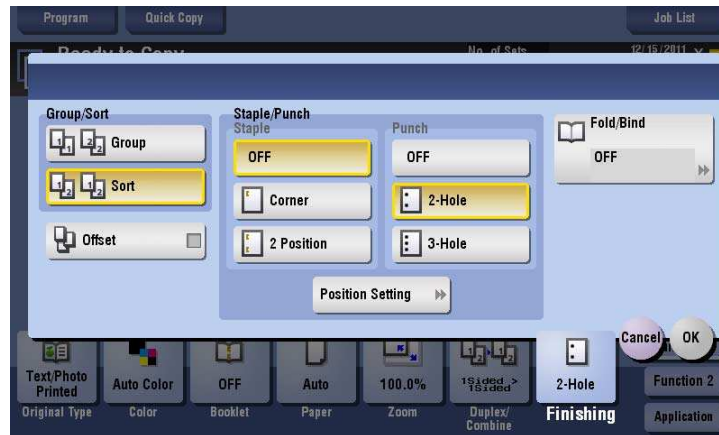 Program
Quick Copy
Job List
Ready to Copy
No. of Sets
12/15/2011
Group/Sort
Group
Sort
Offset
Staple/Punch
Staple
OFF
Corner
2 Position
Punch
OFF
2-Hole
3-Hole
Position Setting
Fold/Bind
OFF
Cancel
OK
Text/Photo
Printed
Original Type
Auto Color
Color
OFF
Booklet
Auto
Paper
100.0%
Zoom
1Sided >
1Sided
Duplex/
Combine
2-Hole
Finishing
Function 2
Application